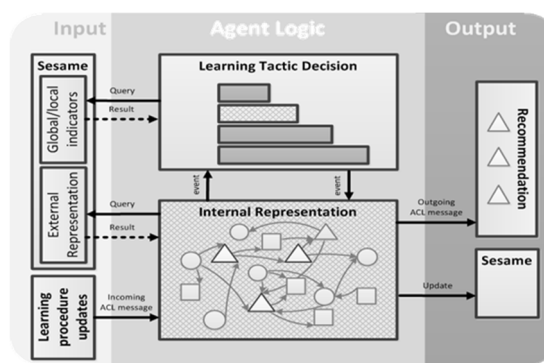 Input
Agent Logic
Output
Sesame
Global/local
indicators
External
Representation
Learning
procedure
updates
Query
Result
Query
Result
Incoming
ACL message
Learning Tactic Decision
event
event
Internal Representation
Outgoing
ACL message
Update
Recommendation
Sesame